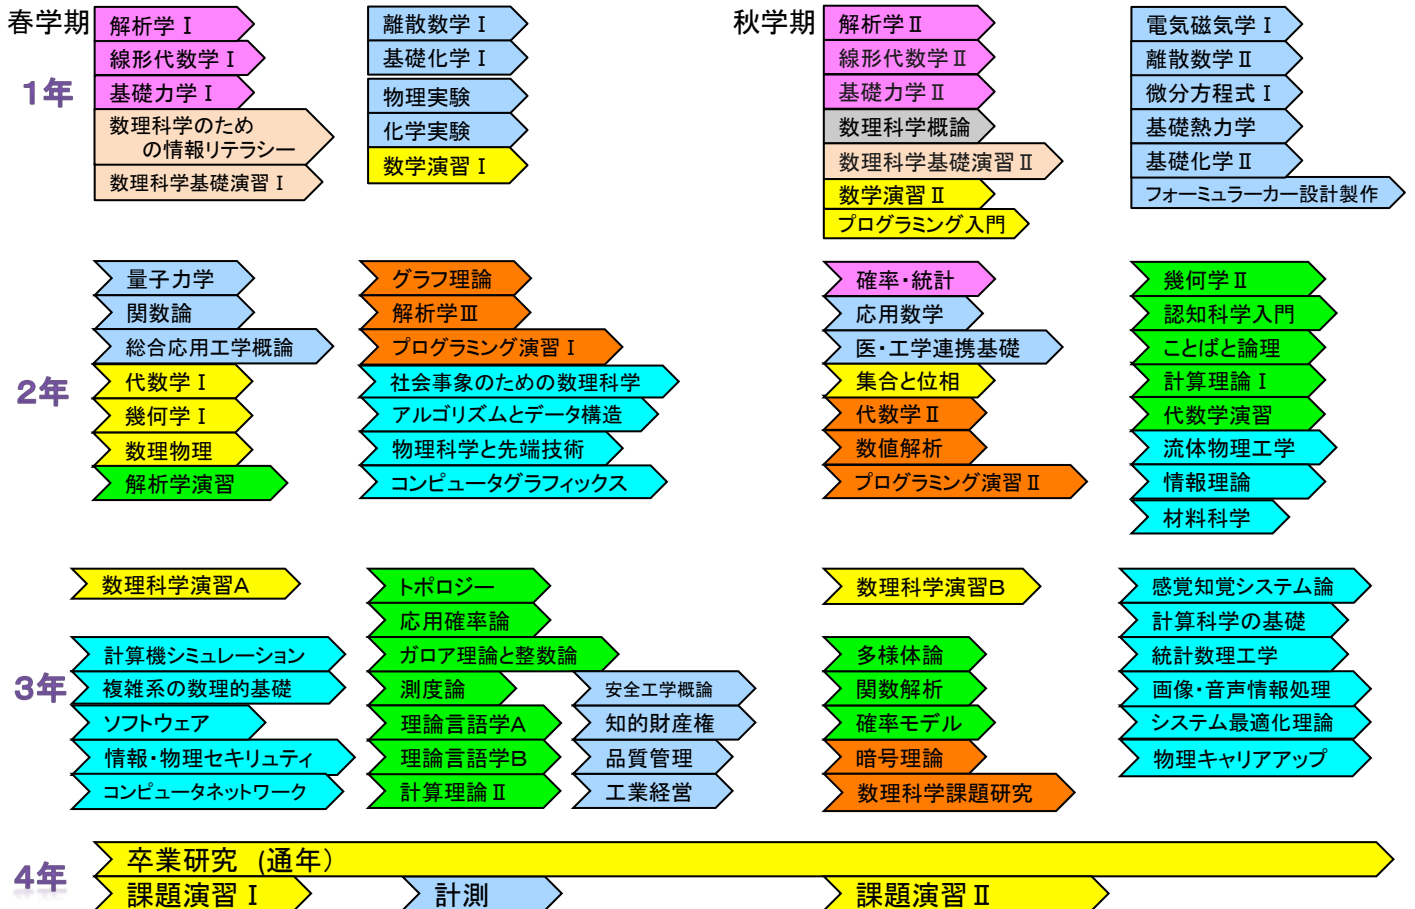 春学期
1年
解析学Ⅰ
線形代数学Ⅰ
基礎力学Ⅰ
数理科学のため
の情報リテラシー
数理科学基礎演習Ⅰ
離散数学Ⅰ
基礎化学Ⅰ
物理実験
化学実験
数学演習Ⅰ
秋学期
解析学Ⅱ
線形代数学Ⅱ
基礎力学Ⅱ
数理科学概論
数理科学基礎演習Ⅱ
数学演習Ⅱ
プログラミング入門
電気磁気学Ⅰ
離散数学Ⅱ
微分方程式Ⅰ
基礎熱力学
基礎化学Ⅱ
フォーミュラーカー設計製作
2年
量子力学
関数論
総合応用工学概論
代数学Ⅰ
幾何学Ⅰ
数理物理
解析学演習
グラフ理論
解析学Ⅲ
プログラミング演習Ⅰ
社会事象のための数理科学
アルゴリズムとデータ構造
物理科学と先端技術
コンピュータグラフィックス
確率・統計
応用数学
医・工学連携基礎
集合と位相
代数学Ⅱ
数値解析
プログラミング演習Ⅱ
幾何学Ⅱ
認知科学入門
ことばと論理
計算理論Ⅰ
代数学演習
流体物理工学
情報理論
材料科学
3年
数理科学演習A
計算機シミュレーション
複雑系の数理的基礎
ソフトウェア
情報・物理セキリュティ
コンピュータネットワーク
トポロジー
応用確率論
ガロア理論と整数論
測度論
理論言語学A
理論言語学B
計算理論Ⅱ
安全工学概論
知的財産権
品質管理
工業経営
数理科学演習B
多様体論
関数解析
確率モデル
暗号理論
数理科学課題研究
感覚知覚システム論
計算科学の基礎
統計数理工学
画像・音声情報処理
システム最適化理論
物理キャリアアップ
4年
卒業研究 (通年)
課題演習Ⅰ
計測
課題演習Ⅱ